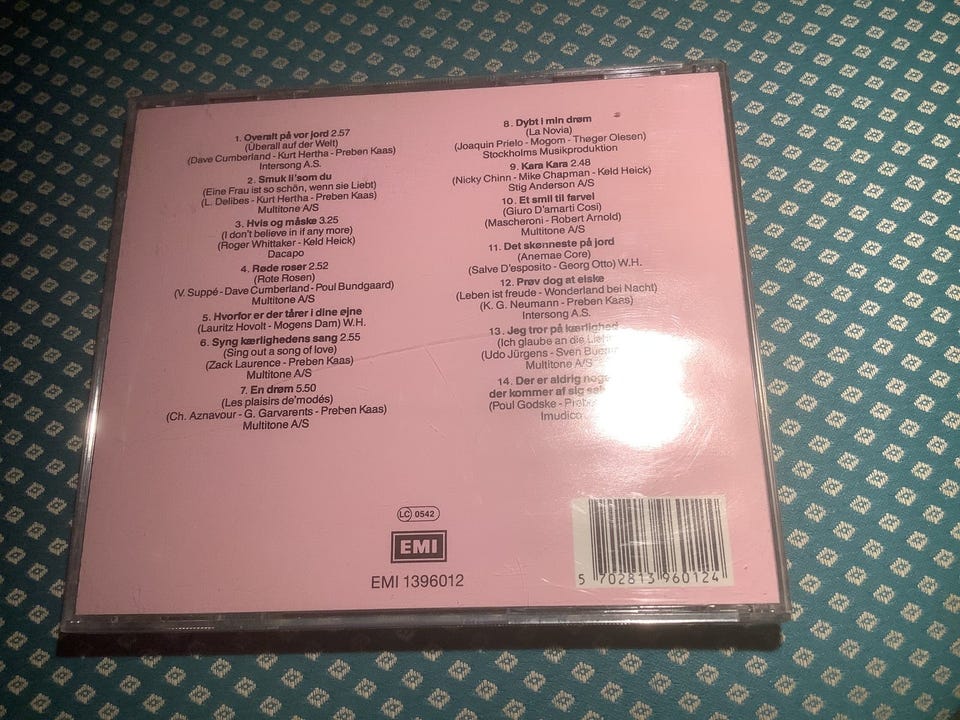 1. Overalt på vor jord 2.57
(Überall auf der Welt)
(Dave Cumberland - Kurt Hertha - Preben Kaas)
Intersong A.S.
2. Smuk li'som du
(Eine Frau ist so schön, wenn sie Liebt)
(L. Delibes - Kurt Hertha - Preben Kaas)
Multitone A/S
3. Hvis og måske 3.25
(I don't believe in if any more)
(Roger Whittaker - Keld Heick)
Dacapo
4. Røde roser 2.52
(Rote Rosen)
(V. Suppé - Dave Cumberland - Poul Bundgaard)
Multitone A/S
5. Hvorfor er der tårer i dine øjne
(Lauritz Hovolt - Mogens Dam) W.H.
6. Syng kærlighedens sang 2.55
(Sing out a song of love)
(Zack Laurence - Preben Kaas)
Multitone A/S
7. En drøm 5.50
(Les plaisirs de'modés)
(Ch. Aznavour - G. Garvarents - Preben Kaas)
Multitone A/S
8. Dybt i min drøm
(La Novia)
(Joaquin Prielo - Mogom - Thøger Olesen)
Stockholms Musikproduktion
9. Kara Kara 2.48
(Nicky Chinn - Mike Chapman - Keld Heick)
Stig Anderson A/S
10. Et smil til farvel
(Giuro D'amarti Cosi)
(Mascheroni - Robert Arnold)
Multitone A/S
11. Det skønneste på jord
(Anemae Core)
(Salve D'esposito - Georg Otto) W.H.
12. Prøv dog at elske
(Leben ist freude - Wonderland bei Nacht)
(K. G. Neumann - Preben Kaas)
Intersong A.S.
13. Jeg tror på kærlighed
(Ich glaube an die
(Udo Jürgens - Sven
Multitone A/S
14. Der er aldrig
der kommer af sig
(Poul Godske -
Imudico
LC 0542
EMI
EMI 1396012
5 702813 960124